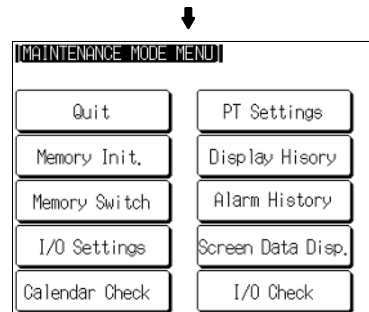 [MAINTENANCE MODE MENU]
Quit
PT Settings
Memory Init.
Display Hisory
Memory Switch
Alarm History
I/O Settings
Screen Data Disp.
Calendar Check
I/O Check